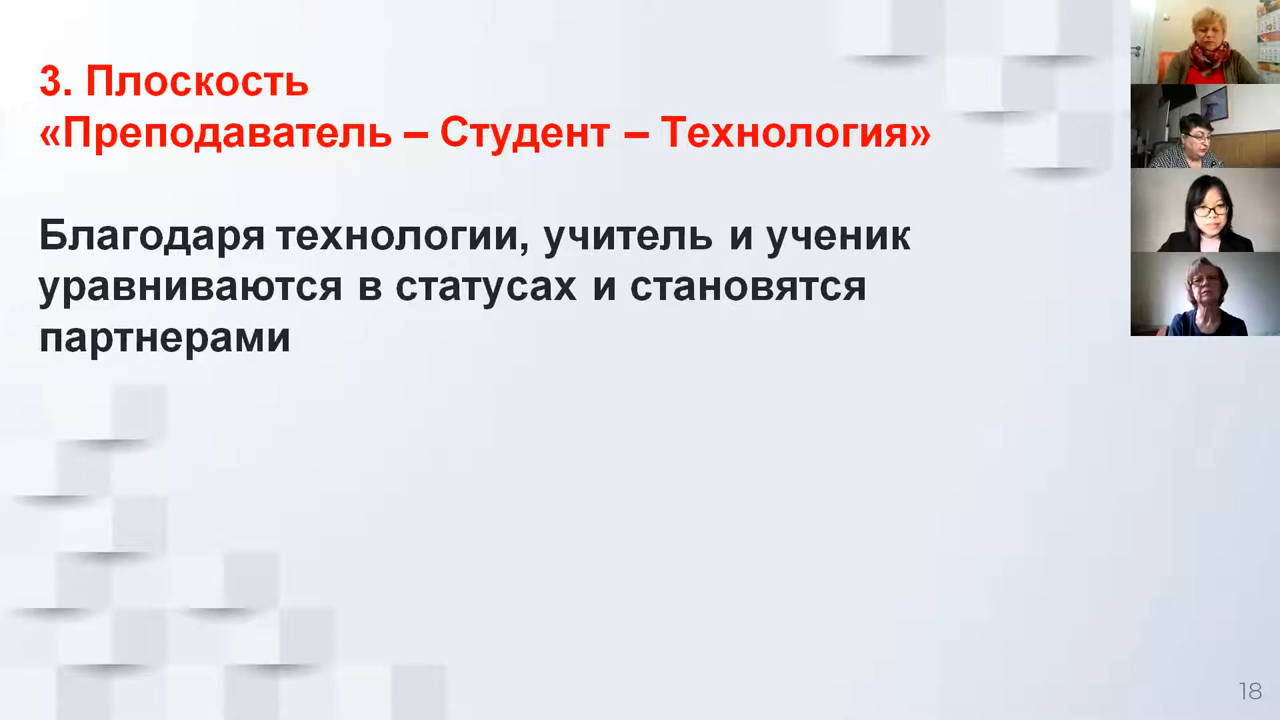 3. Плоскость
«Преподаватель – Студент – Технология»
Благодаря технологии, учитель и ученик
уравниваются в статусах и становятся
партнерами
18